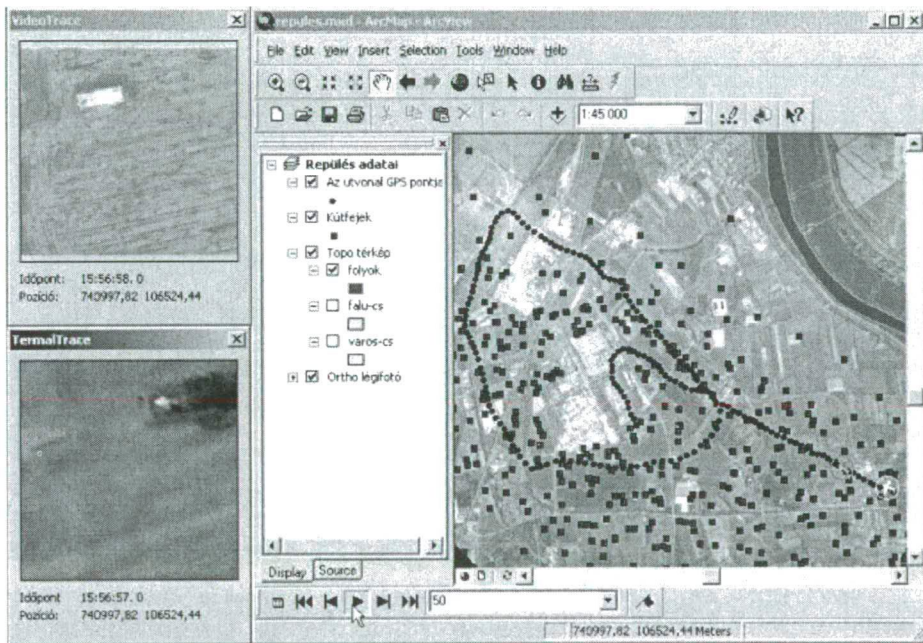 VideoTrace
Időpont: 15:56:58. 0
Pozíció: 740997,82 106524,44
TermalTrace
Időpont 15:56:57. 0
Pozíció: 740997,82 106524,44
repules.mxd - ArcMap - ArcView
File Edit View Insert Selection Tools Window Help
1:45 000
Repülés adatai
Az utvonal GPS pontja
Kútfejek
Topo térkép
folyok
falu-cs
varos-cs
Ortho légifotó
Display Source
50
740997,82 106524,44 Meters